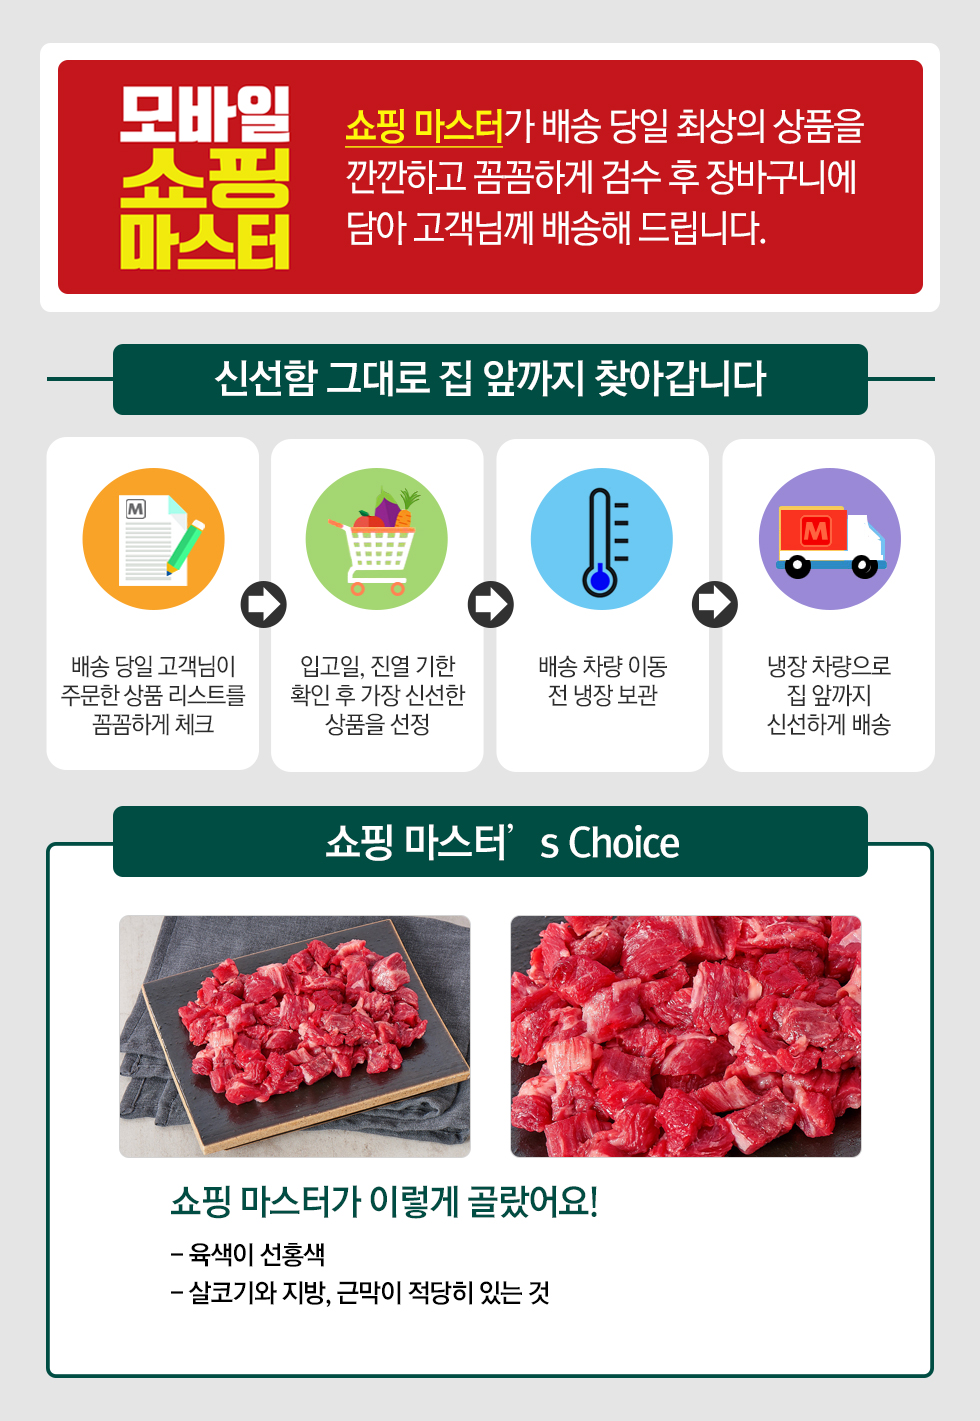 모바일
쇼핑
마스터
쇼핑 마스터가 배송 당일 최상의 상품을
깐깐하고 꼼꼼하게 검수 후 장바구니에
담아 고객님께 배송해 드립니다.
신선함 그대로 집 앞까지 찾아갑니다
M
M
배송 당일 고객님이
주문한 상품 리스트를
꼼꼼하게 체크
입고일, 진열 기한
확인 후 가장 신선한
상품을 선정
배송 차량 이동
전 냉장 보관
냉장 차량으로
집 앞까지
신선하게 배송
쇼핑 마스터’s Choice
쇼핑 마스터가 이렇게 골랐어요!
- 육색이 선홍색
- 살코기와 지방, 근막이 적당히 있는 것